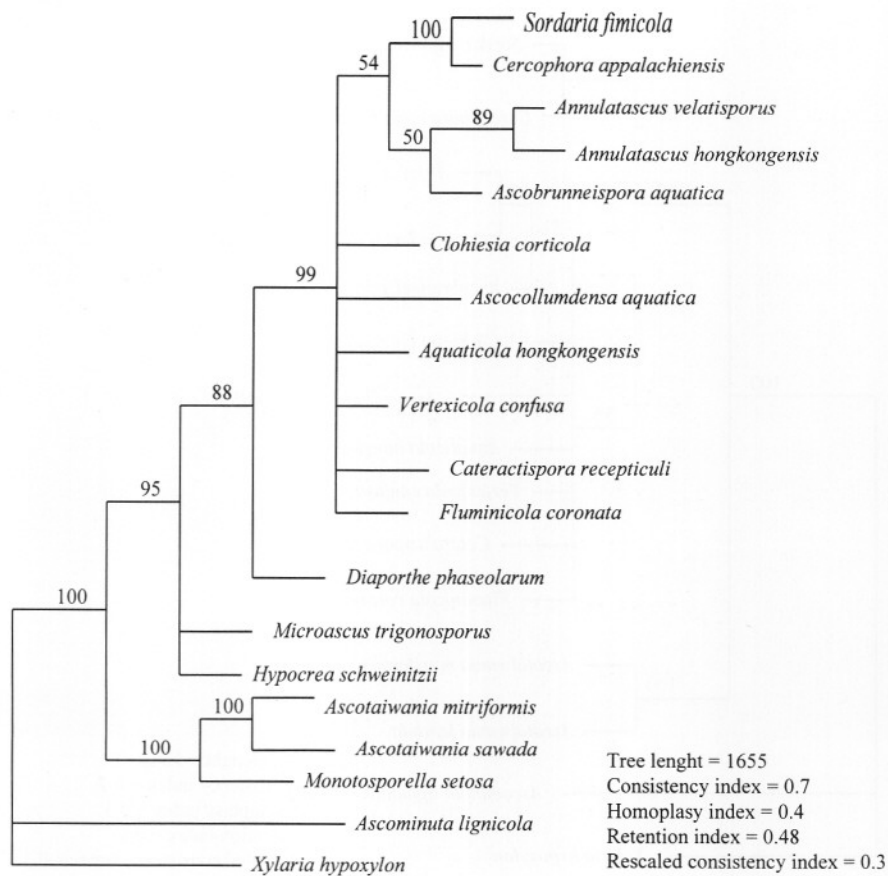 Sordaria fimicola
100
Cercophora appalachiensis
54
Annulatascus velatisporus
89
Annulatascus hongkongensis
50
Ascobrunneispora aquatica
Clohiesia corticola
99
Ascocollumdensa aquatica
Aquaticola hongkongensis
88
Vertexicola confusa
Cateractispora recepticuli
95
Fluminicola coronata
Diaporthe phaseolarum
100
Microascus trigonosporus
Hypocrea schweinitzii
100
Ascotaiwania mitriformis
100
Ascotaiwania sawada
Monotosporella setosa
Ascominuta lignicola
Xylaria hypoxylon
Tree lenght = 1655
Consistency index = 0.7
Homoplasy index = 0.4
Retention index = 0.48
Rescaled consistency index = 0.3